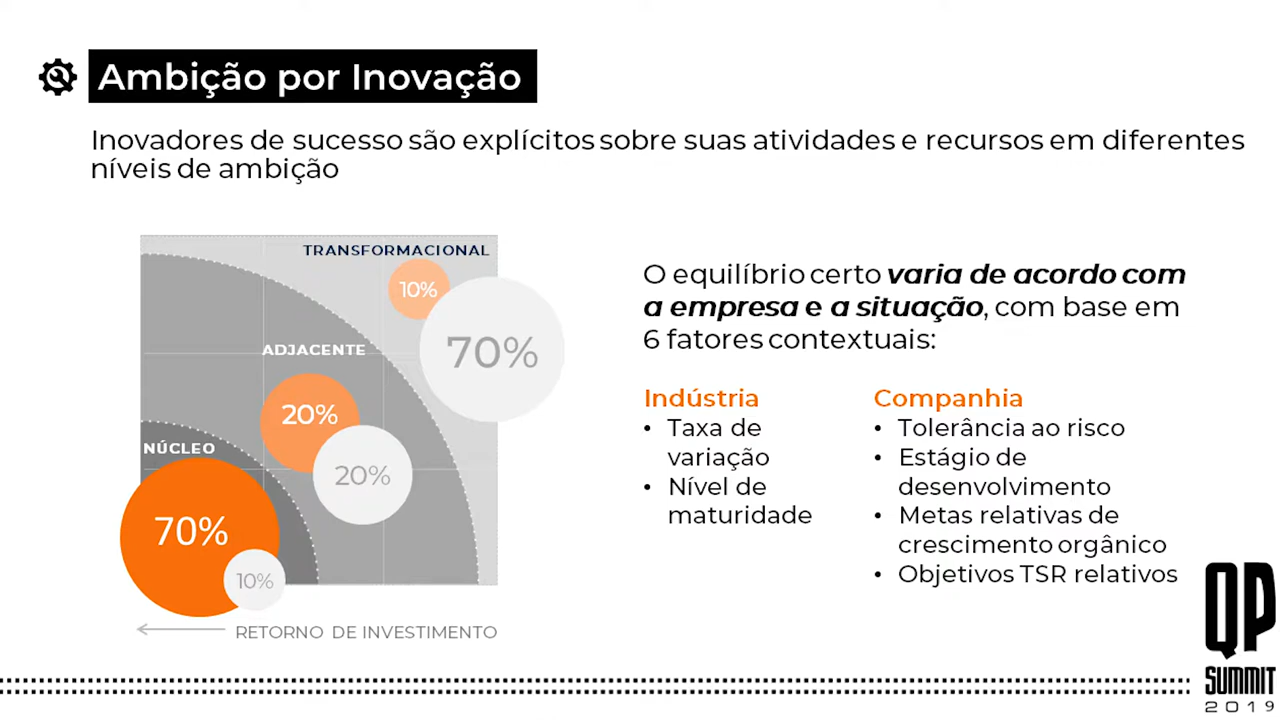 Ambição por Inovação
Inovadores de sucesso são explícitos sobre suas atividades e recursos em diferentes
níveis de ambição
TRANSFORMACIONAL
10%
70%
ADJACENTE
20%
20%
NÚCLEO
70%
10%
RETORNO DE INVESTIMENTO
O equilíbrio certo varia de acordo com
a empresa e a situação, com base em
6 fatores contextuais:
Indústria
• Taxa de
variação
• Nível de
maturidade
Companhia
• Tolerância ao risco
• Estágio de
desenvolvimento
• Metas relativas de
crescimento orgânico
• Objetivos TSR relativos
QP
SUMMIT
2019